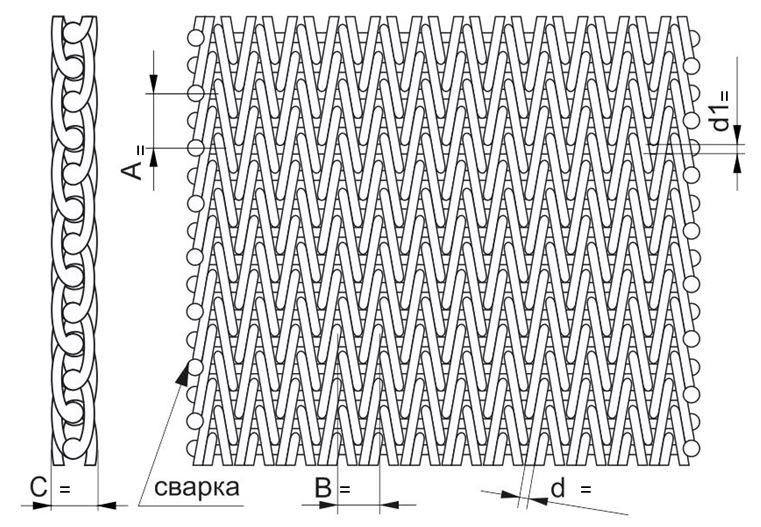 d1=
A=
C =
сварка
B =
d =